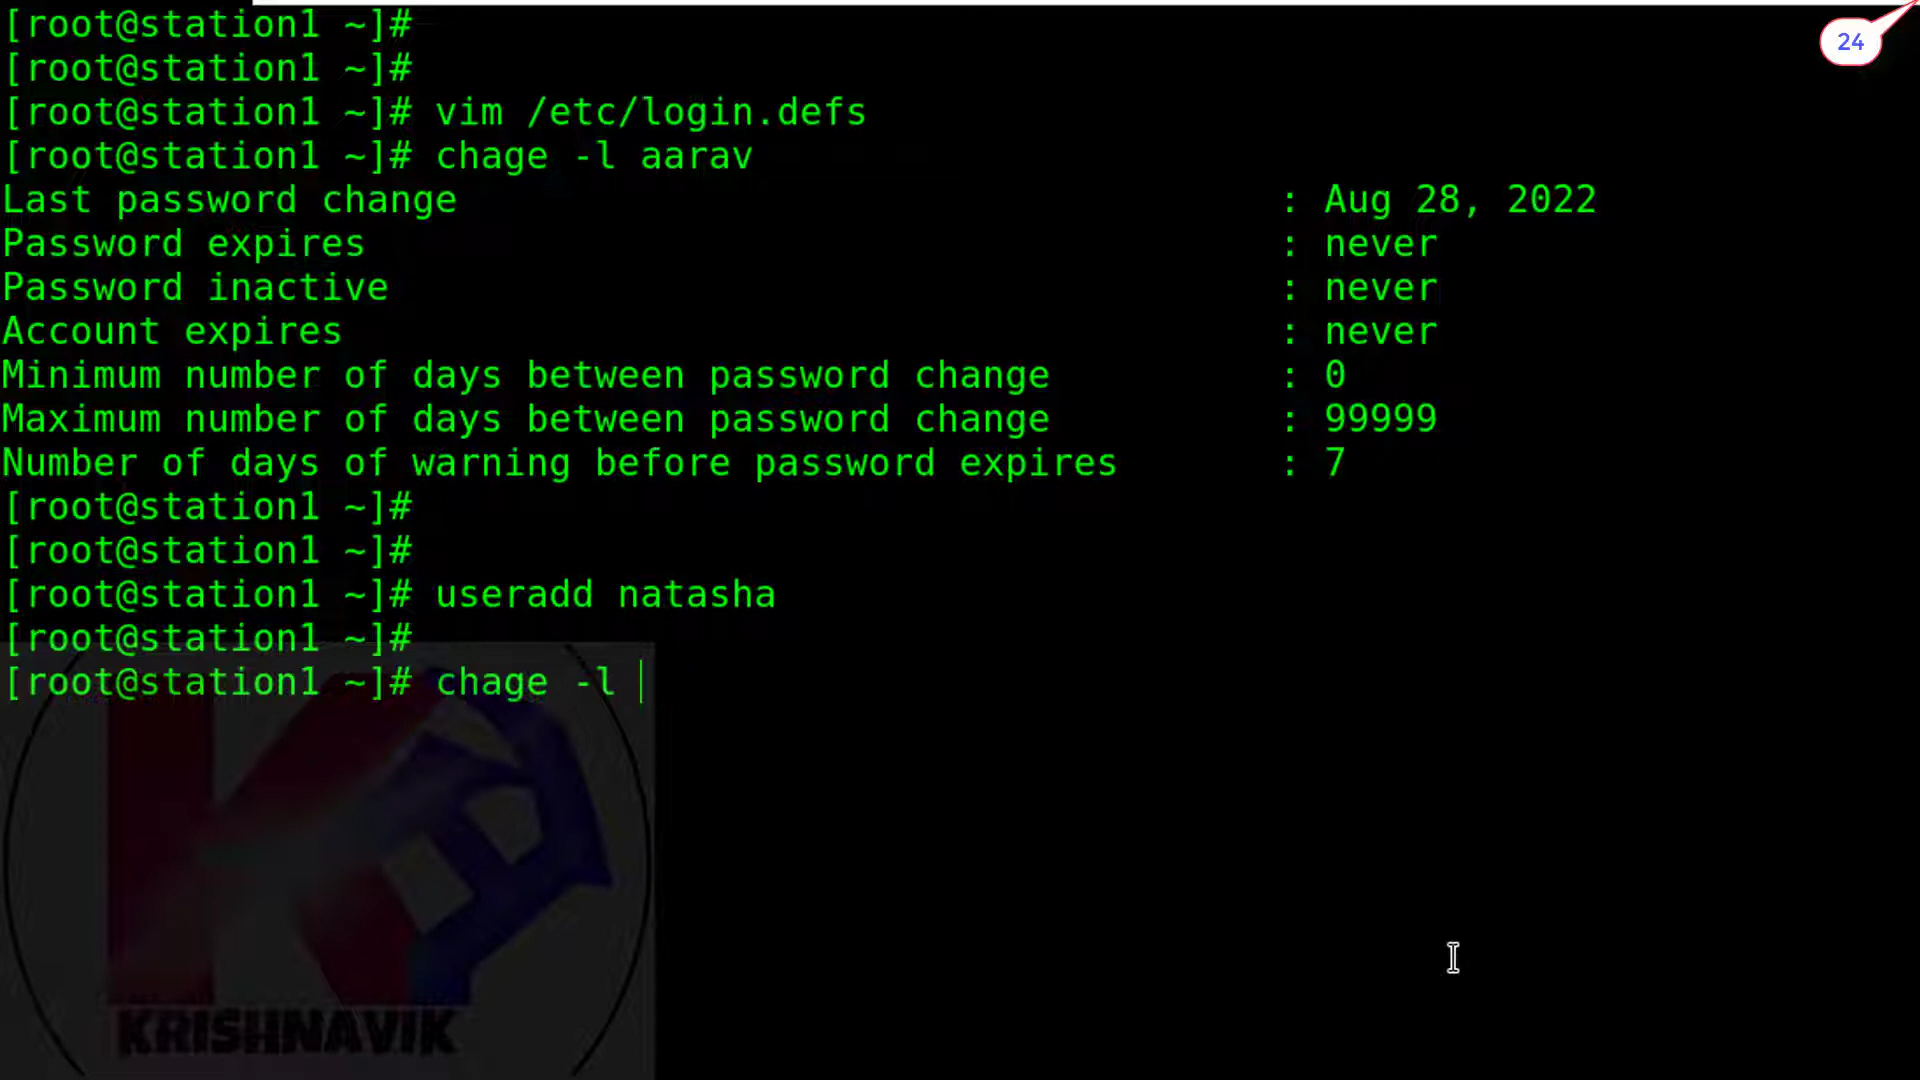 [root@station1 ~]#
[root@station1 ~]#
[root@station1 ~]# vim /etc/login.defs
[root@station1 ~]# chage -l aarav
Last password change : Aug 28, 2022
Password expires : never
Password inactive : never
Account expires : never
Minimum number of days between password change : 0
Maximum number of days between password change : 99999
Number of days of warning before password expires : 7
[root@station1 ~]#
[root@station1 ~]#
[root@station1 ~]# useradd natasha
[root@station1 ~]#
[root@station1 ~]# chage -l
24
KRISHNAVIK